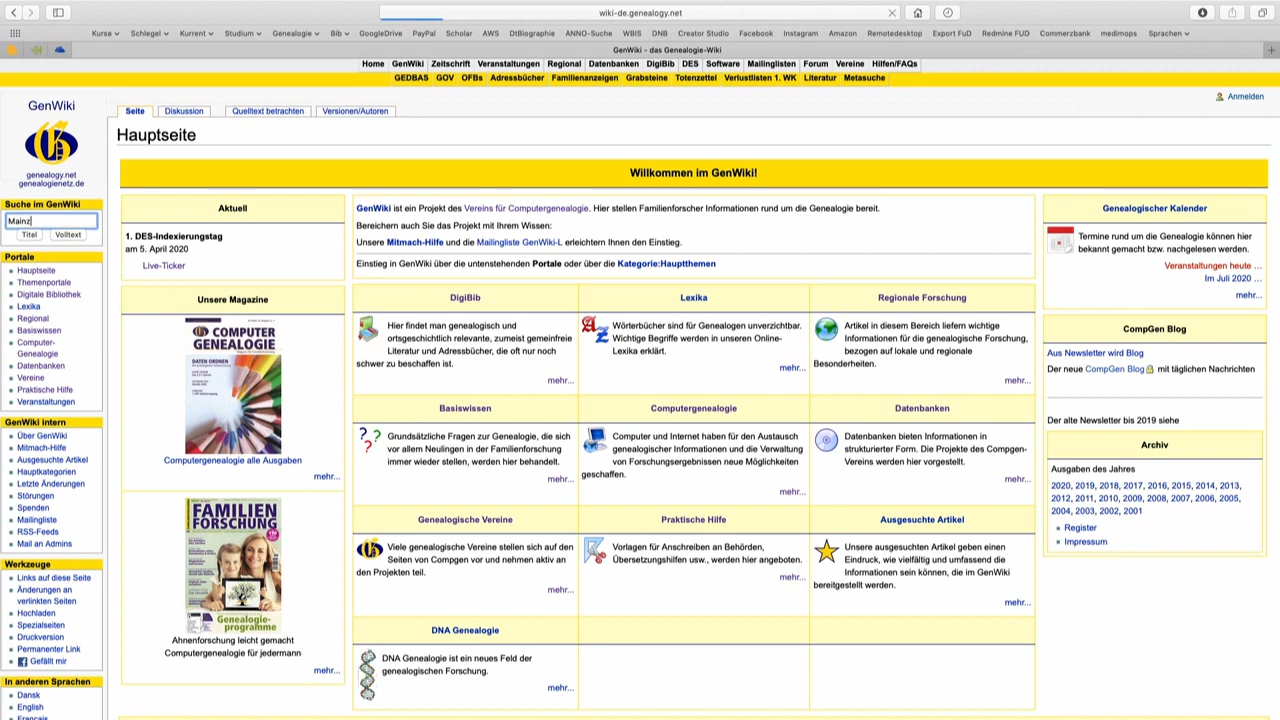 wiki-de.genealogy.net
Kurse Schlegel Kurrent Studium Genealogie Bib GoogleDrive PayPal Scholar AWS DtBiographie ANNO-Suche WBIS DNB Creator Studio Facebook Instagram Amazon Remotedesktop Export FuD Redmine FUD Commerzbank medimops Sprachen
GenWiki - das Genealogie-Wiki
Home GenWiki Zeitschrift Veranstaltungen Regional Datenbanken DigiBib DES Software Mailinglisten Forum Vereine Hilfen/FAQs
GEDBAS GOV OFBs Adressbücher Familienanzeigen Grabsteine Totenzettel Verlustlisten 1. WK Literatur Metasuche
Anmelden
GenWiki
genealogy.net
genealogienetz.de
Suche im GenWiki
Mainz
Titel Volltext
Portale
Hauptseite
Themenportale
Digitale Bibliothek
Lexika
Regional
Basiswissen
Computer-
Genealogie
Datenbanken
Vereine
Praktische Hilfe
Veranstaltungen
GenWiki intern
Über GenWiki
Mitmach-Hilfe
Ausgesuchte Artikel
Hauptkategorien
Letzte Änderungen
Störungen
Spenden
Mailingliste
RSS-Feeds
Mail an Admins
Werkzeuge
Links auf diese Seite
Änderungen an
verlinkten Seiten
Hochladen
Spezialseiten
Druckversion
Permanenter Link
Gefällt mir
In anderen Sprachen
Dansk
English
Français
Seite Diskussion Quelltext betrachten Versionen/Autoren
Hauptseite
Willkommen im GenWiki!
Aktuell
1. DES-Indexierungstag
am 5. April 2020
Live-Ticker
Unsere Magazine
COMPUTER
GENEALOGIE
DATEN ORDNEN
Computergenealogie alle Ausgaben
mehr...
FAMILIEN
FORSCHUNG
Genealogie-
programme
Ahnenforschung leicht gemacht
Computergenealogie für jedermann
mehr...
GenWiki ist ein Projekt des Vereins für Computergenealogie. Hier stellen Familienforscher Informationen rund um die Genealogie bereit.
Bereichern auch Sie das Projekt mit Ihrem Wissen:
Unsere Mitmach-Hilfe und die Mailingliste GenWiki-L erleichtern Ihnen den Einstieg.
Einstieg in GenWiki über die untenstehenden Portale oder über die Kategorie:Hauptthemen
DigiBib
Hier findet man genealogisch und
ortsgeschichtlich relevante, zumeist gemeinfreie
Literatur und Adressbücher, die oft nur noch
schwer zu beschaffen ist.
mehr...
Lexika
Wörterbücher sind für Genealogen unverzichtbar.
Wichtige Begriffe werden in unseren Online-
Lexika erklärt.
mehr...
Regionale Forschung
Artikel in diesem Bereich liefern wichtige
Informationen für die genealogische Forschung,
bezogen auf lokale und regionale
Besonderheiten.
mehr...
Basiswissen
Grundsätzliche Fragen zur Genealogie, die sich
vor allem Neulingen in der Familienforschung
immer wieder stellen, werden hier behandelt.
mehr...
Computergenealogie
Computer und Internet haben für den Austausch
genealogischer Informationen und die Verwaltung
von Forschungsergebnissen neue Möglichkeiten
geschaffen.
mehr...
Datenbanken
Datenbanken bieten Informationen in
strukturierter Form. Die Projekte des Compgen-
Vereins werden hier vorgestellt.
mehr...
Genealogische Vereine
Viele genealogische Vereine stellen sich auf den
Seiten von Compgen vor und nehmen aktiv an
den Projekten teil.
mehr...
Praktische Hilfe
Vorlagen für Anschreiben an Behörden,
Übersetzungshilfen usw., werden hier angeboten.
mehr...
Ausgesuchte Artikel
Unsere ausgesuchten Artikel geben einen
Eindruck, wie vielfältig und umfassend die
Informationen sein können, die im GenWiki
bereitgestellt werden.
mehr...
DNA Genealogie
DNA Genealogie ist ein neues Feld der
genealogischen Forschung.
mehr...
Genealogischer Kalender
Termine rund um die Genealogie können hier
bekannt gemacht bzw. nachgelesen werden.
Veranstaltungen heute ...
Im Juli 2020 ...
mehr...
CompGen Blog
Aus Newsletter wird Blog
Der neue CompGen Blog mit täglichen Nachrichten
Der alte Newsletter bis 2019 siehe
Archiv
Ausgaben des Jahres
2020, 2019, 2018, 2017, 2016, 2015, 2014, 2013,
2012, 2011, 2010, 2009, 2008, 2007, 2006, 2005,
2004, 2003, 2002, 2001
Register
Impressum